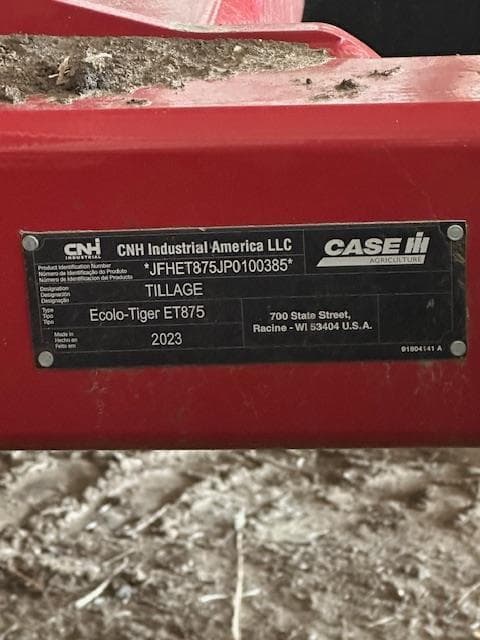 CNH
INDUSTRIAL
CNH Industrial America LLC
CASE IH
AGRICULTURE
Product Identification Number
Número de Identificação do Produto
Número de Identificacion del Producto
*JFHET875JP0100385*
Designation
Designación
Designação
TILLAGE
Type
Tipo
Tipo
Ecolo-Tiger ET875
700 State Street,
Racine - WI 53404 U.S.A.
Made in
Hecho en
Feito em
2023
91804141 A